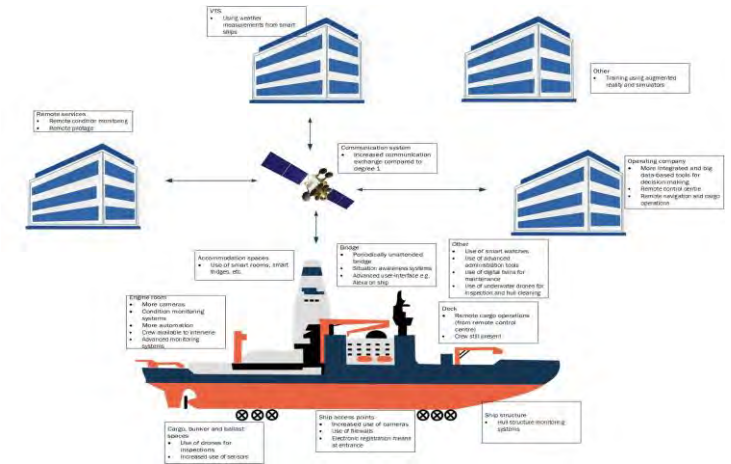 VTS
• Using weather
measurements from smart
ships
Other
• Training using augmented
reality and simulators
Remote services
• Remote condition monitoring
• Remote pilotage
Communication system
• Increased communication
exchange compared to
degree 1
Operating company
• More integrated and big
data-based tools for
decision making
• Remote control centre
• Remote navigation and cargo
operations
Accommodation spaces
• Use of smart rooms, smart
fridges, etc.
Bridge
• Periodically unattended
bridge
• Situation awareness systems
• Advanced use interface e.g.
Alexa on ship
Other
• Use of smart watches
• Use of advanced
administration tools
• Use of digital twins for
maintenance
• Use of underwater drones for
inspection and hull cleaning
Engine room
• More cameras
• Condition monitoring
systems
• More automation
• Crew available to intervene
• Advanced monitoring
systems
Deck
• Remote cargo operations
(from remote control
centre)
• Crew still present
Cargo, bunker and ballast
spaces
• Use of drones for
inspections
• Increased use of sensors
Ship access points
• Increased use of cameras
• Use of firewalls
• Electronic registration
at entrance
Ship structure
• Hull structure monitoring
systems